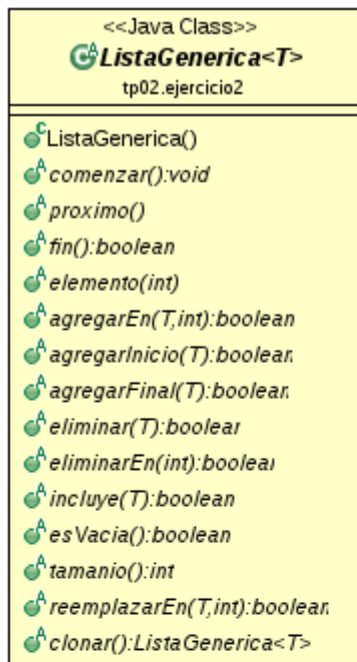 <<Java Class>>
ListaGenerica<T>
tp02.ejercicio2
ListaGenerica()
comenzar():void
proximo()
fin():boolean
elemento(int)
agregarEn(T,int):boolean
agregarInicio(T):boolean
agregarFinal(T):boolean
eliminar(T):boolean
eliminarEn(int):boolean
incluye(T):boolean
esVacia():boolean
tamanio():int
reemplazarEn(T,int):boolean
clonar():ListaGenerica<T>